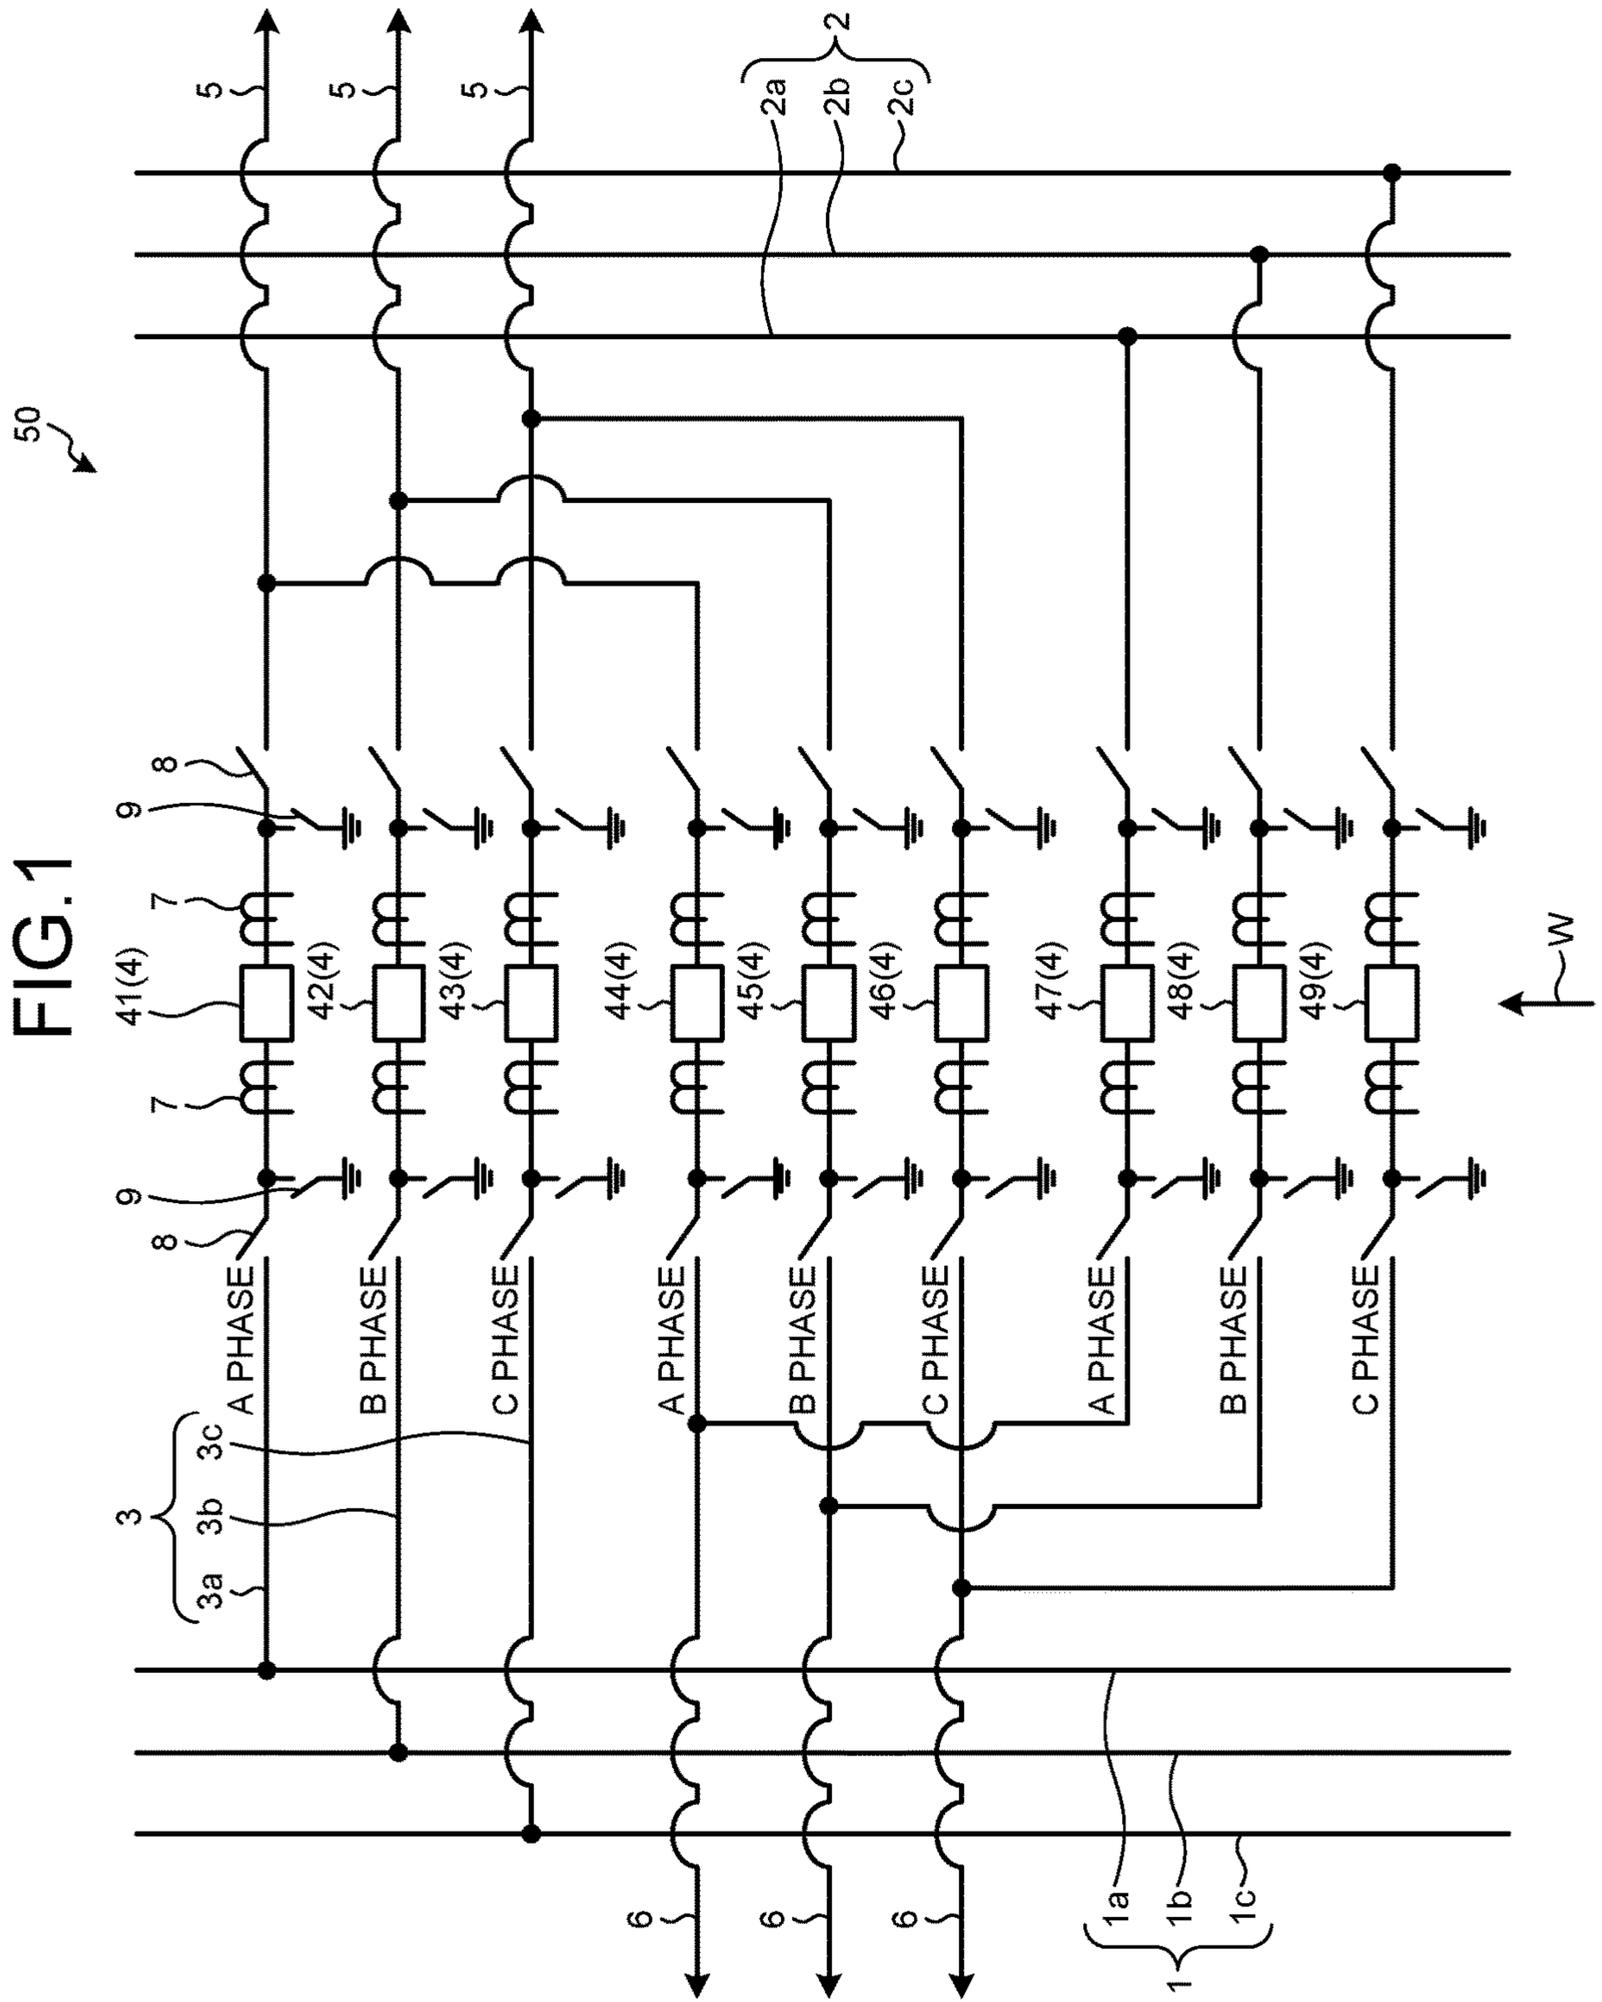 FIG.1
50
1
1a
1b
1c
2
2a
2b
2c
3
3a
3b
3c
5
5
5
6
6
6
8
9
7
41(4)
7
9
8
A PHASE
42(4)
B PHASE
43(4)
C PHASE
44(4)
A PHASE
45(4)
B PHASE
46(4)
C PHASE
47(4)
A PHASE
48(4)
B PHASE
49(4)
C PHASE
W